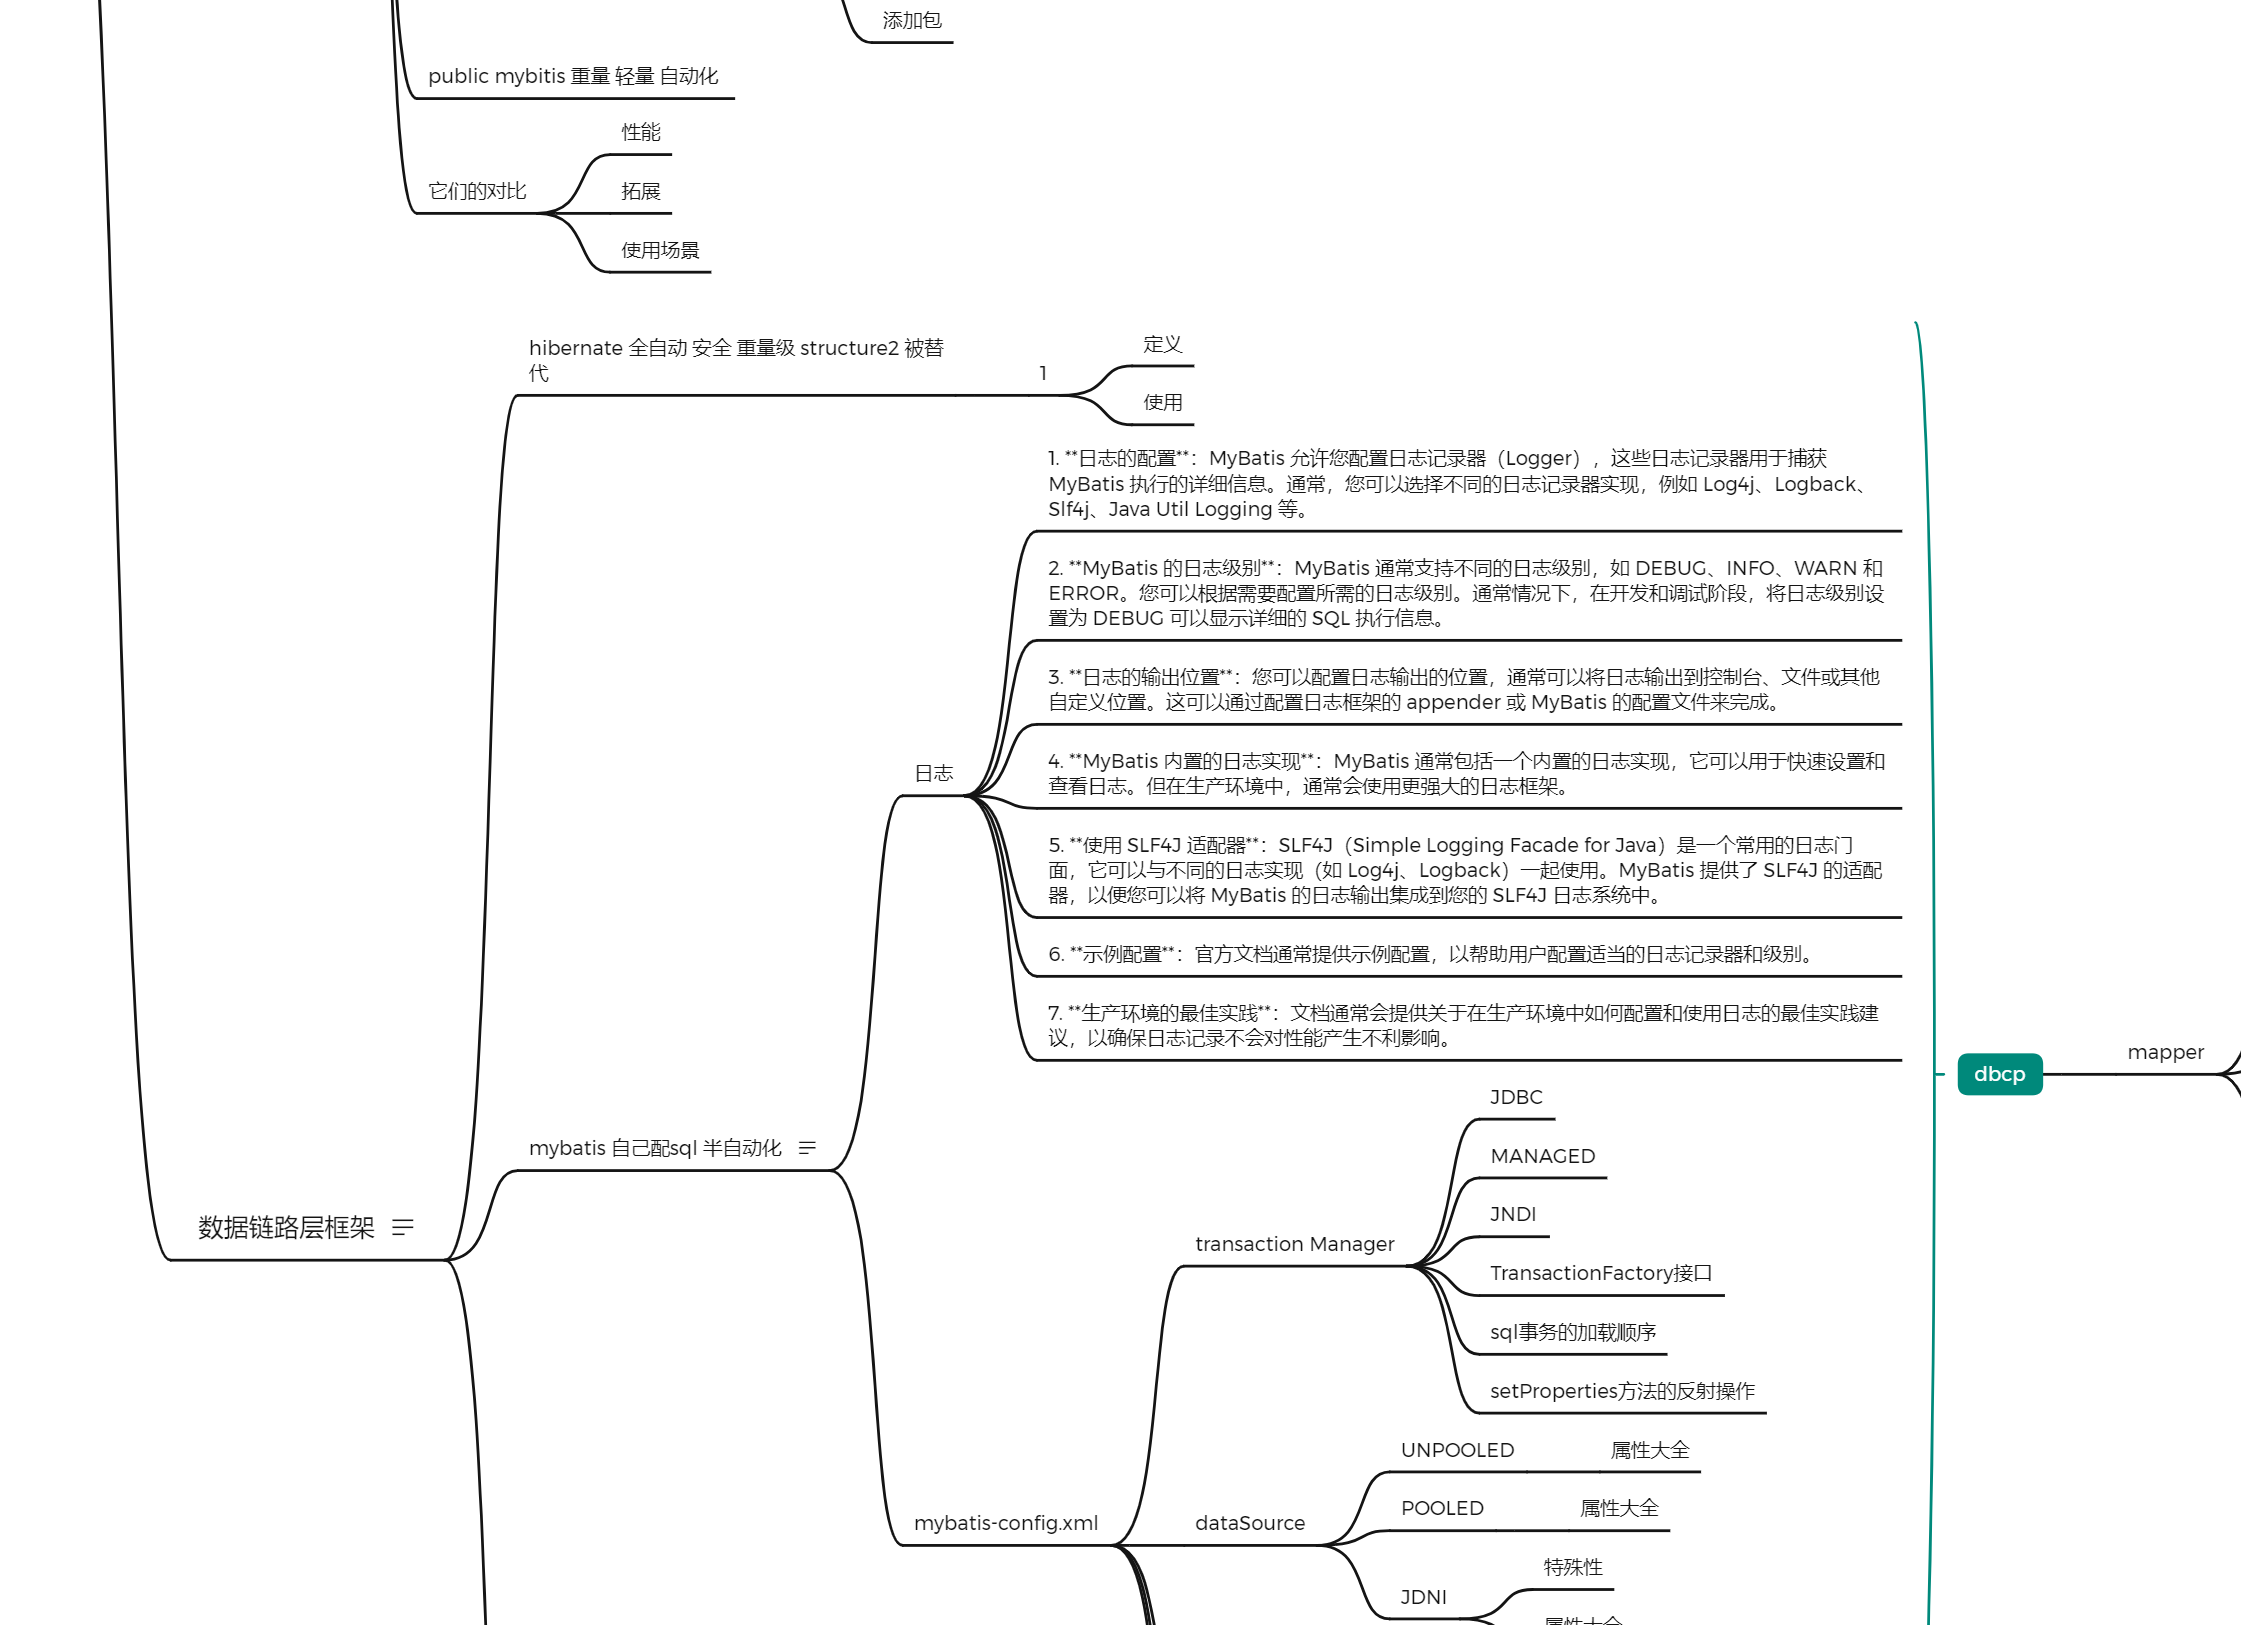 添加包
public mybitis 重量 轻量 自动化
性能
它们的对比
拓展
使用场景
hibernate 全自动 安全 重量级 structure2 被替
代
1
定义
使用
1. **日志的配置**：MyBatis 允许您配置日志记录器（Logger），这些日志记录器用于捕获
MyBatis 执行的详细信息。通常，您可以选择不同的日志记录器实现，例如 Log4j、Logback、
Slf4j、Java Util Logging 等。
2. **MyBatis 的日志级别**：MyBatis 通常支持不同的日志级别，如 DEBUG、INFO、WARN 和
ERROR。您可以根据需要配置所需的日志级别。通常情况下，在开发和调试阶段，将日志级别设
置为 DEBUG 可以显示详细的 SQL 执行信息。
3. **日志的输出位置**：您可以配置日志输出的位置，通常可以将日志输出到控制台、文件或其他
自定义位置。这可以通过配置日志框架的 appender 或 MyBatis 的配置文件来完成。
日志
4. **MyBatis 内置的日志实现**：MyBatis 通常包括一个内置的日志实现，它可以用于快速设置和
查看日志。但在生产环境中，通常会使用更强大的日志框架。
5. **使用 SLF4J 适配器**：SLF4J（Simple Logging Facade for Java）是一个常用的日志门
面，它可以与不同的日志实现（如 Log4j、Logback）一起使用。MyBatis 提供了 SLF4J 的适配
器，以便您可以将 MyBatis 的日志输出集成到您的 SLF4J 日志系统中。
6. **示例配置**：官方文档通常提供示例配置，以帮助用户配置适当的日志记录器和级别。
7. **生产环境的最佳实践**：文档通常会提供关于在生产环境中如何配置和使用日志的最佳实践建
议，以确保日志记录不会对性能产生不利影响。
dbcp
mapper
mybatis 自己配sql 半自动化
数据链路层框架
JDBC
MANAGED
JNDI
transaction Manager
TransactionFactory接口
sql事务的加载顺序
setProperties方法的反射操作
UNPOOLED
属性大全
POOLED
属性大全
mybatis-config.xml
dataSource
特殊性
JDNI
属性大全